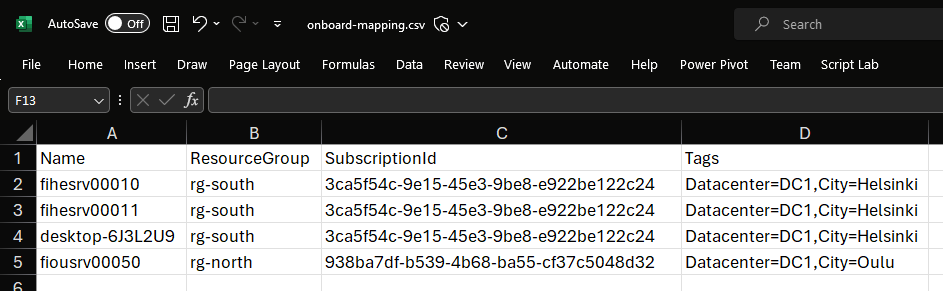 AutoSave Off onboard-mapping.csv Search
File Home Insert Draw Page Layout Formulas Data Review View Developer Automate Help Power Pivot Team Script Lab
F13 fx
A B C D
1 Name ResourceGroup SubscriptionId Tags
2 fihesrv00010 rg-south 3ca5f54c-9e15-45e3-9be8-e922be122c24 Datacenter=DC1,City=Helsinki
3 fihesrv00011 rg-south 3ca5f54c-9e15-45e3-9be8-e922be122c24 Datacenter=DC1,City=Helsinki
4 desktop-6J3L2U9 rg-south 3ca5f54c-9e15-45e3-9be8-e922be122c24 Datacenter=DC1,City=Helsinki
5 fiousrv00050 rg-north 938ba7df-b539-4b68-ba55-cf37c5048d32 Datacenter=DC1,City=Oulu
6